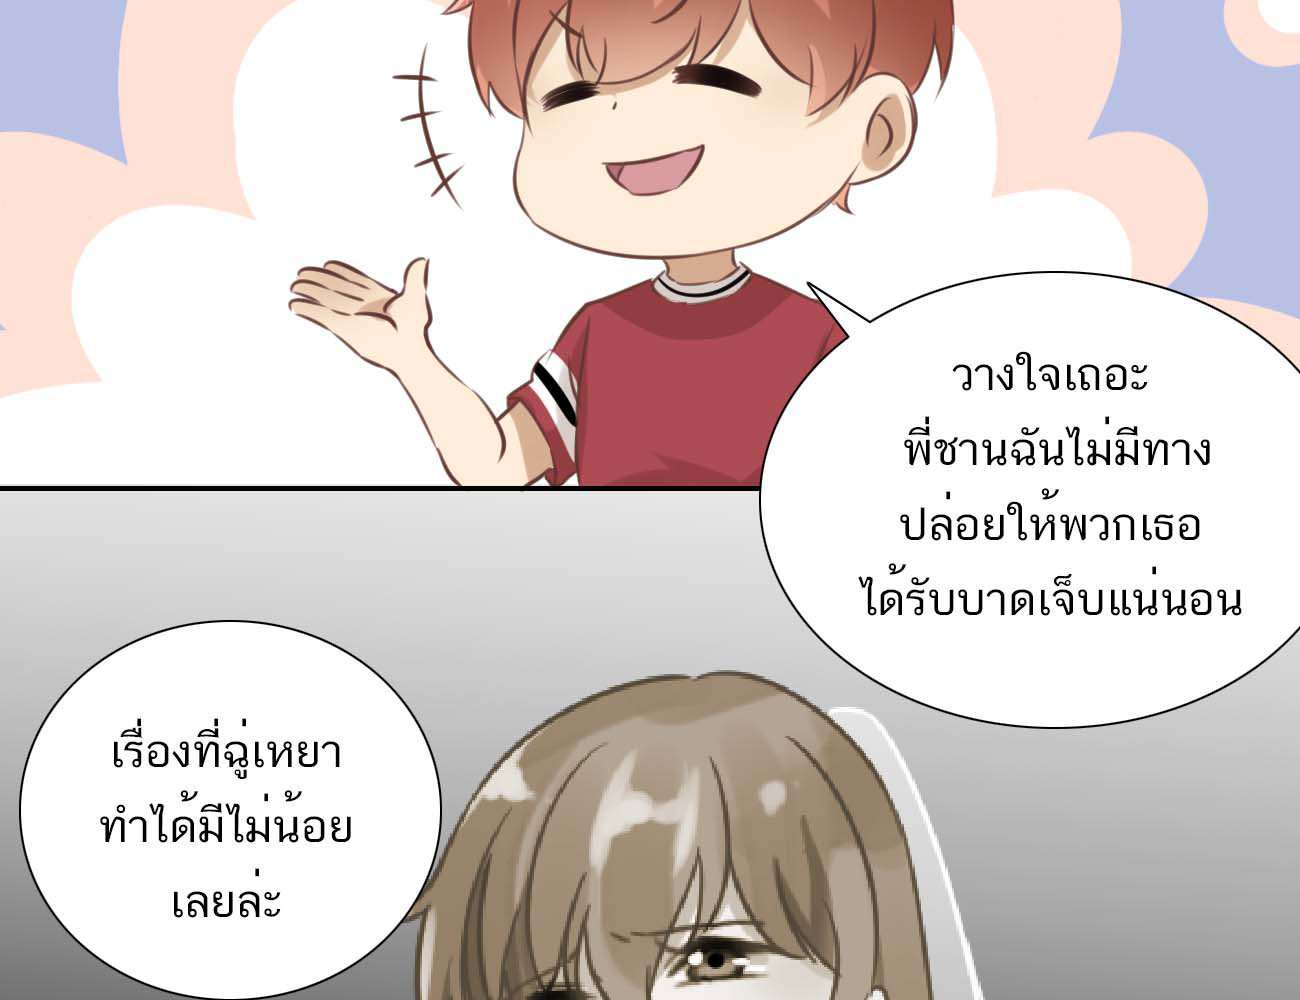 วางใจเถอะ
พี่ชานฉันไม่มีทาง
ปล่อยให้พวกเธอ
ได้รับบาดเจ็บแน่นอน
เรื่องที่ฉู่เหยา
ทำได้มีไม่น้อย
เลยล่ะ